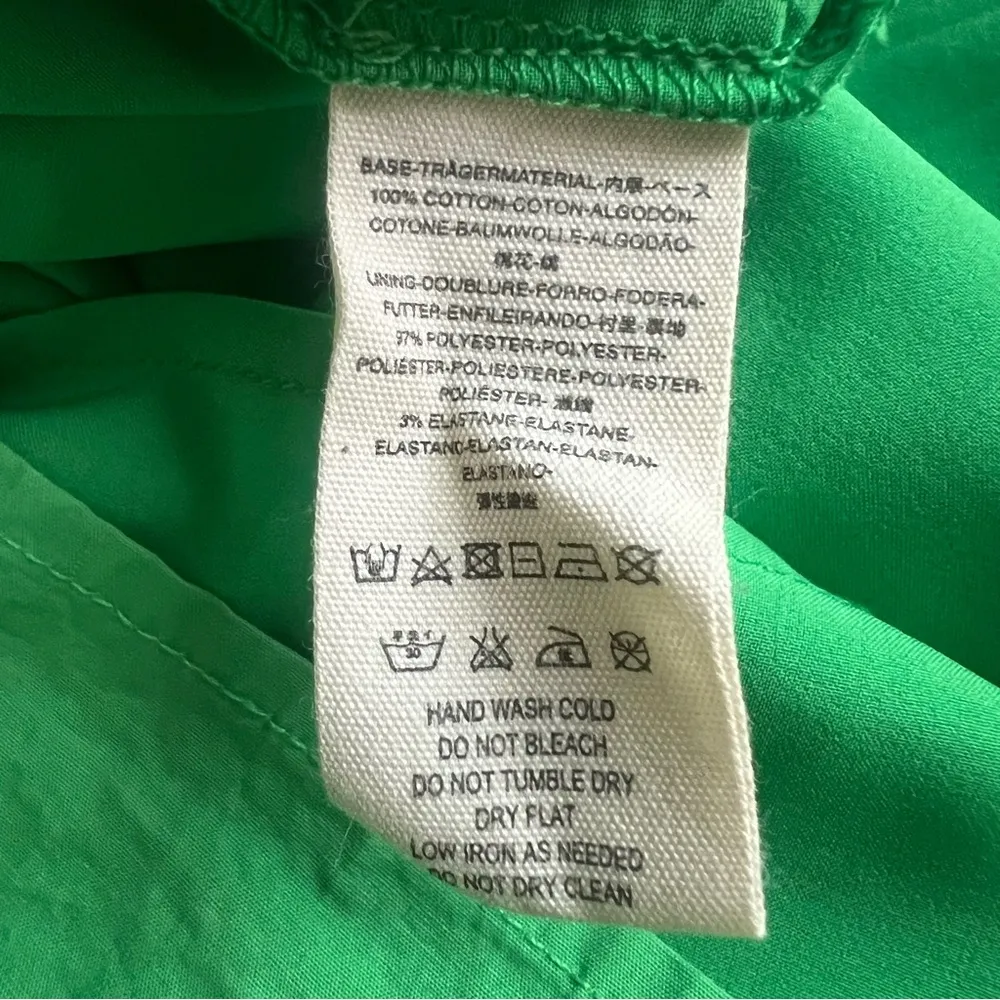 BASE-TRÄGERMATERIAL-内層-ベース
100% COTTON-COTON-ALGODÓN-
COTONE-BAUMWOLLE-ALGODÃO-
棉花-綿
LINING-DOUBLURE-FORRO-FODERA-
FUTTER-ENFILEIRANDO-衬里-裏地
97% POLYESTER-POLYESTER-
POLIÉSTER-POLIESTERE-POLYESTER-
POLIÉSTER-
3% ELASTANE-ELASTANE-
ELASTANO-ELASTAN-ELASTAN-
ELASTANO-
30
HAND WASH COLD
DO NOT BLEACH
DO NOT TUMBLE DRY
DRY FLAT
LOW IRON AS NEEDED
DO NOT DRY CLEAN